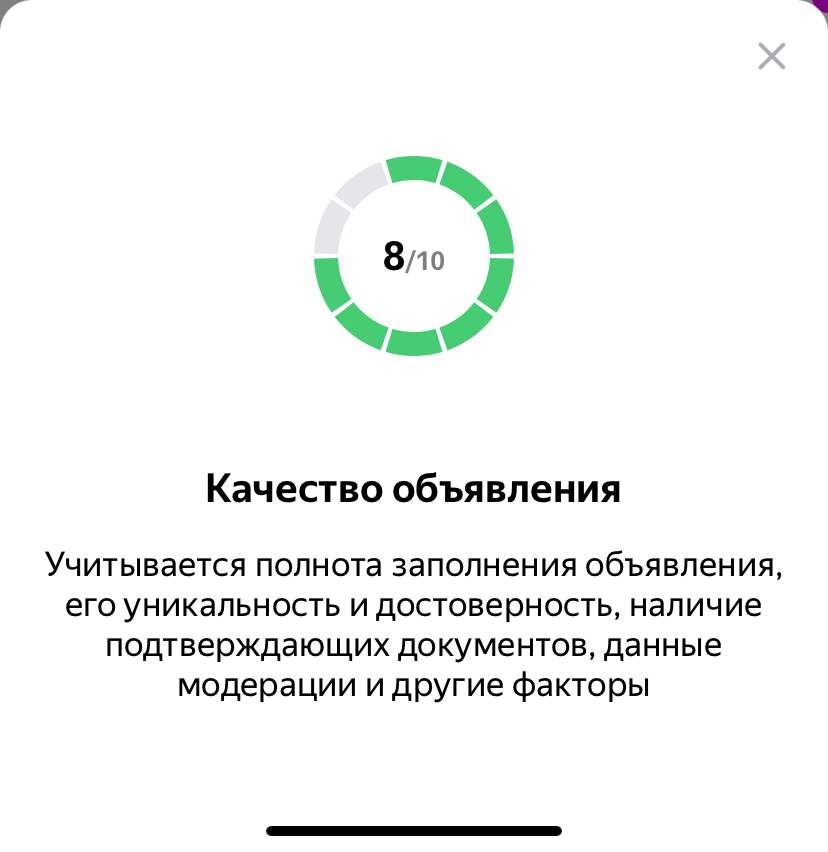 8/10
Качество объявления
Учитывается полнота заполнения объявления,
его уникальность и достоверность, наличие
подтверждающих документов, данные
модерации и другие факторы